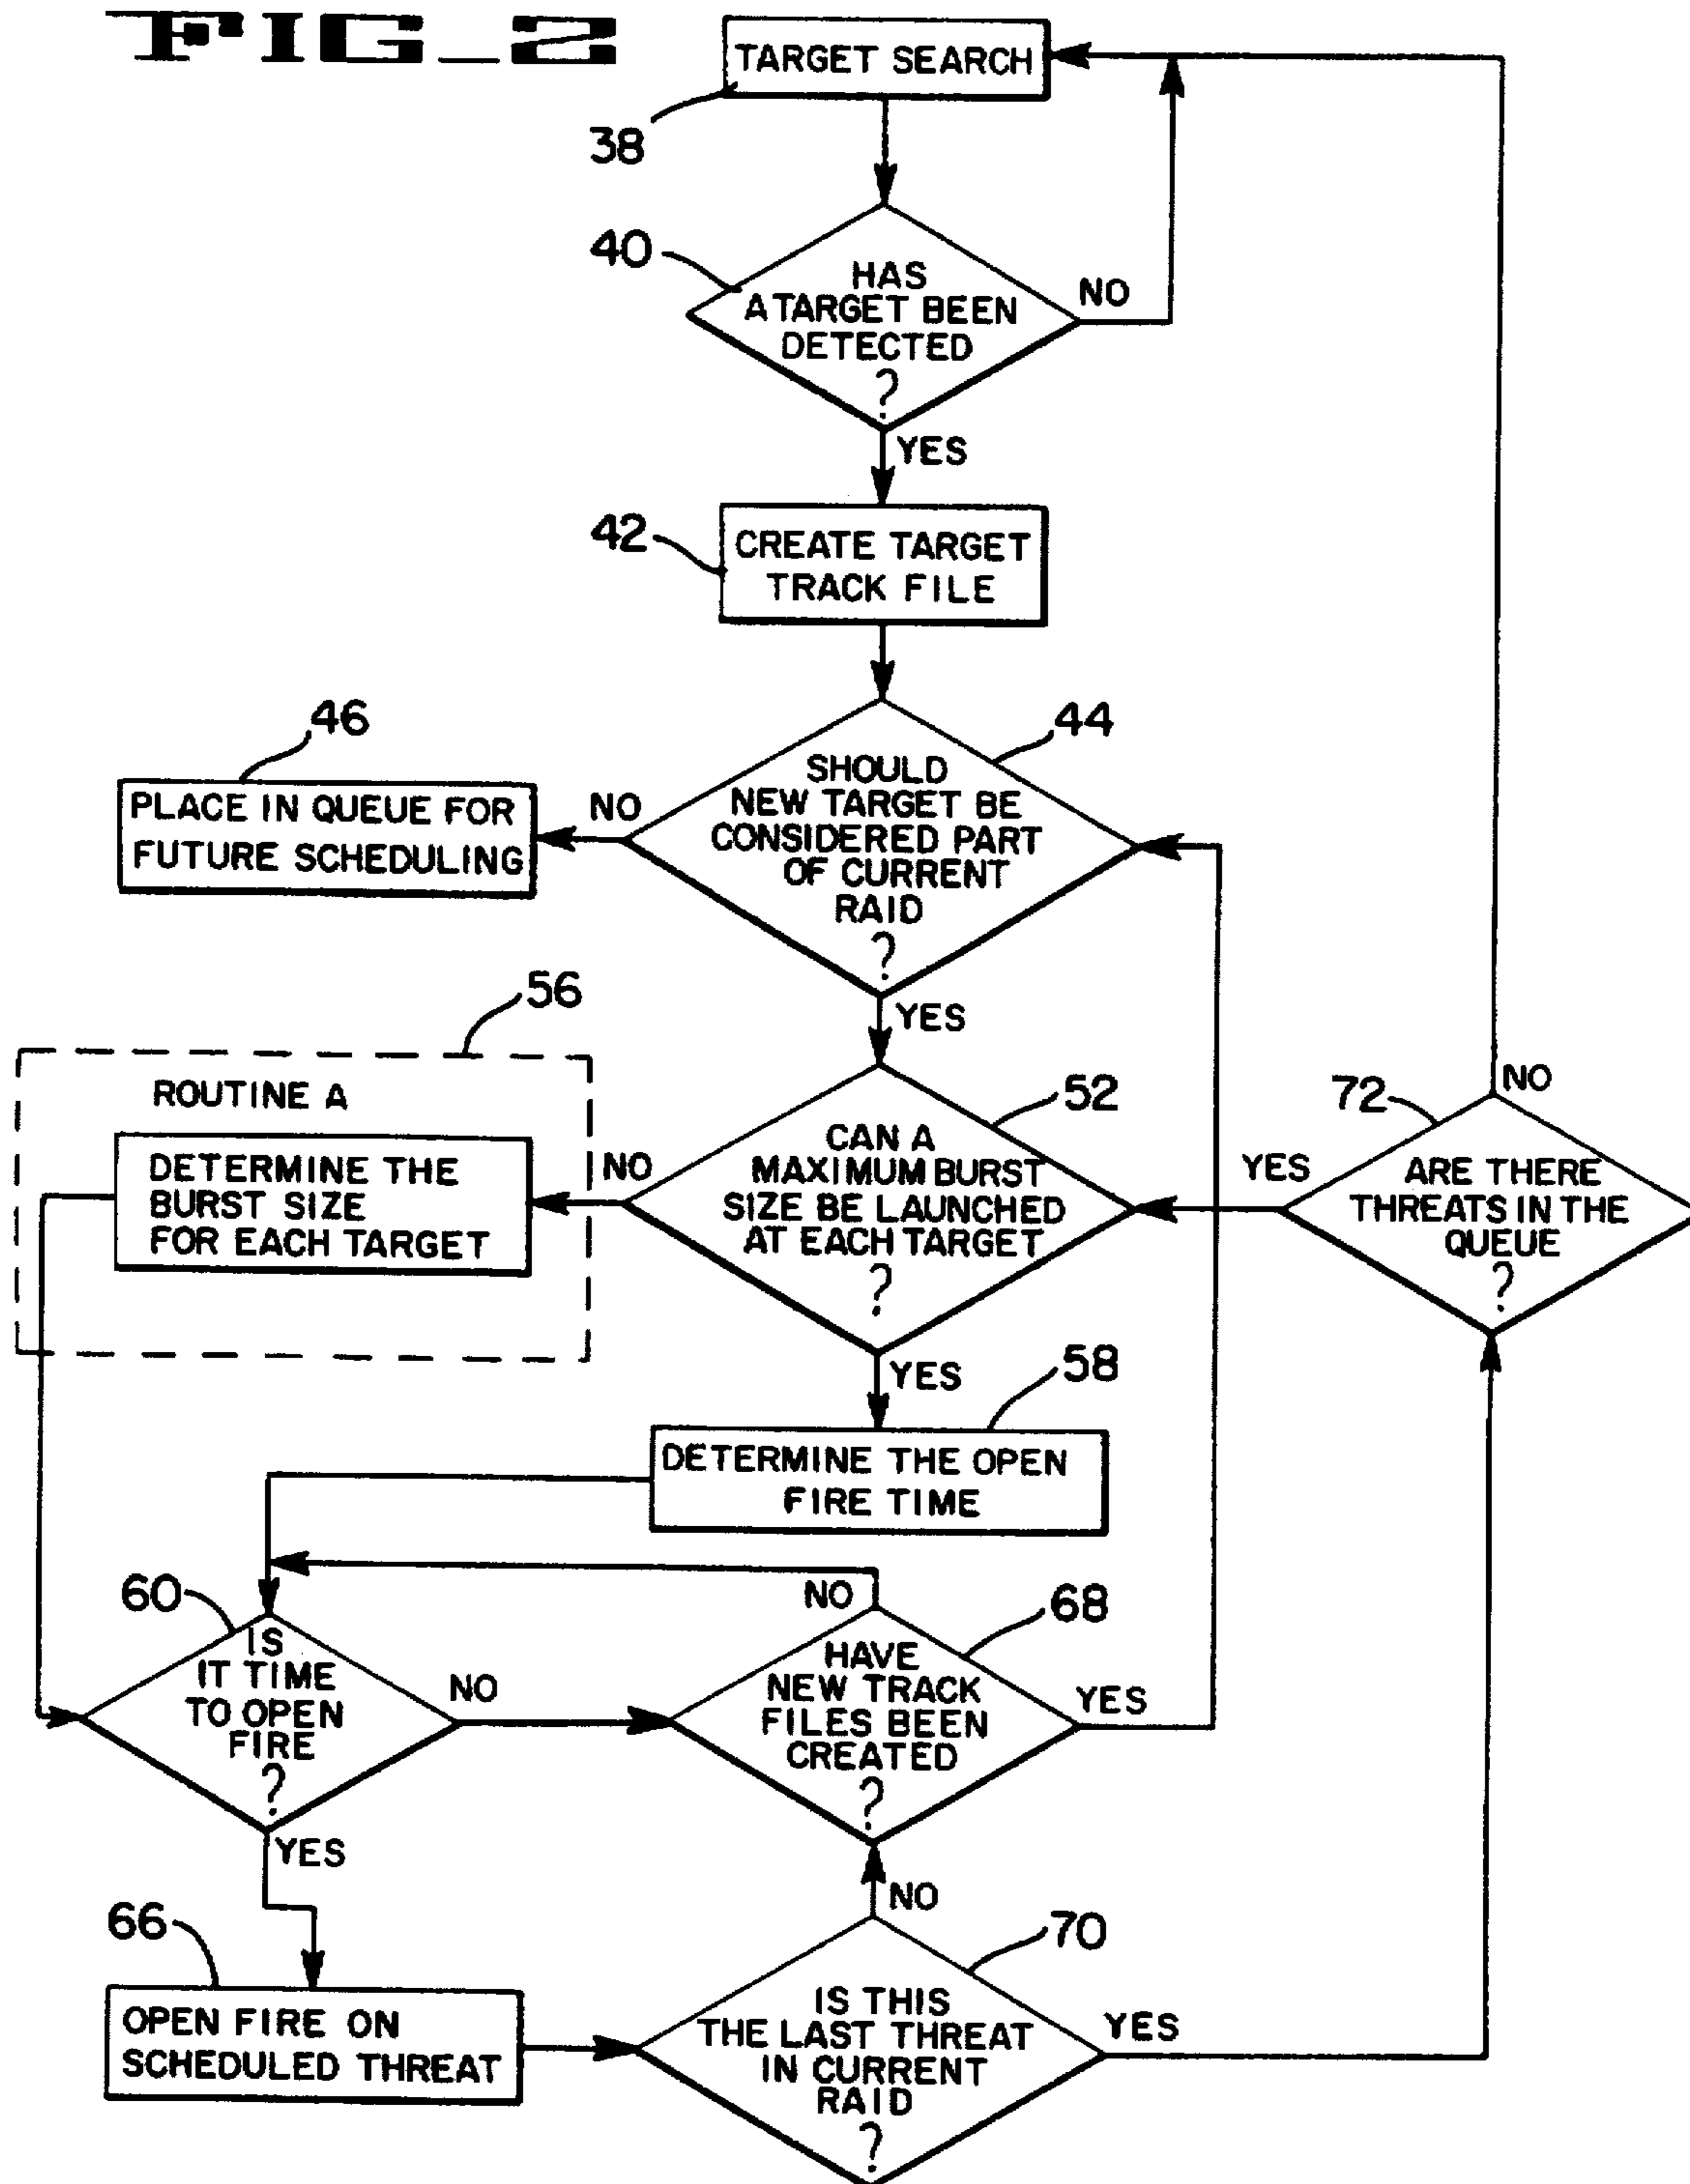 FIG_2
TARGET SEARCH
38
40
HAS
A TARGET BEEN
DETECTED
?
NO
YES
42
CREATE TARGET
TRACK FILE
46
44
PLACE IN QUEUE FOR
FUTURE SCHEDULING
NO
SHOULD
NEW TARGET BE
CONSIDERED PART
OF CURRENT
RAID
?
YES
56
ROUTINE A
DETERMINE THE
BURST SIZE
FOR EACH TARGET
NO
52
CAN A
MAXIMUM BURST
SIZE BE LAUNCHED
AT EACH TARGET
?
YES
72
NO
YES
ARE THERE
THREATS IN THE
QUEUE
?
58
DETERMINE THE OPEN
FIRE TIME
60
IS
IT TIME
TO OPEN
FIRE
?
NO
YES
NO
68
HAVE
NEW TRACK
FILES BEEN
CREATED
?
YES
66
OPEN FIRE ON
SCHEDULED THREAT
NO
70
IS THIS
THE LAST THREAT
IN CURRENT
RAID
?
YES